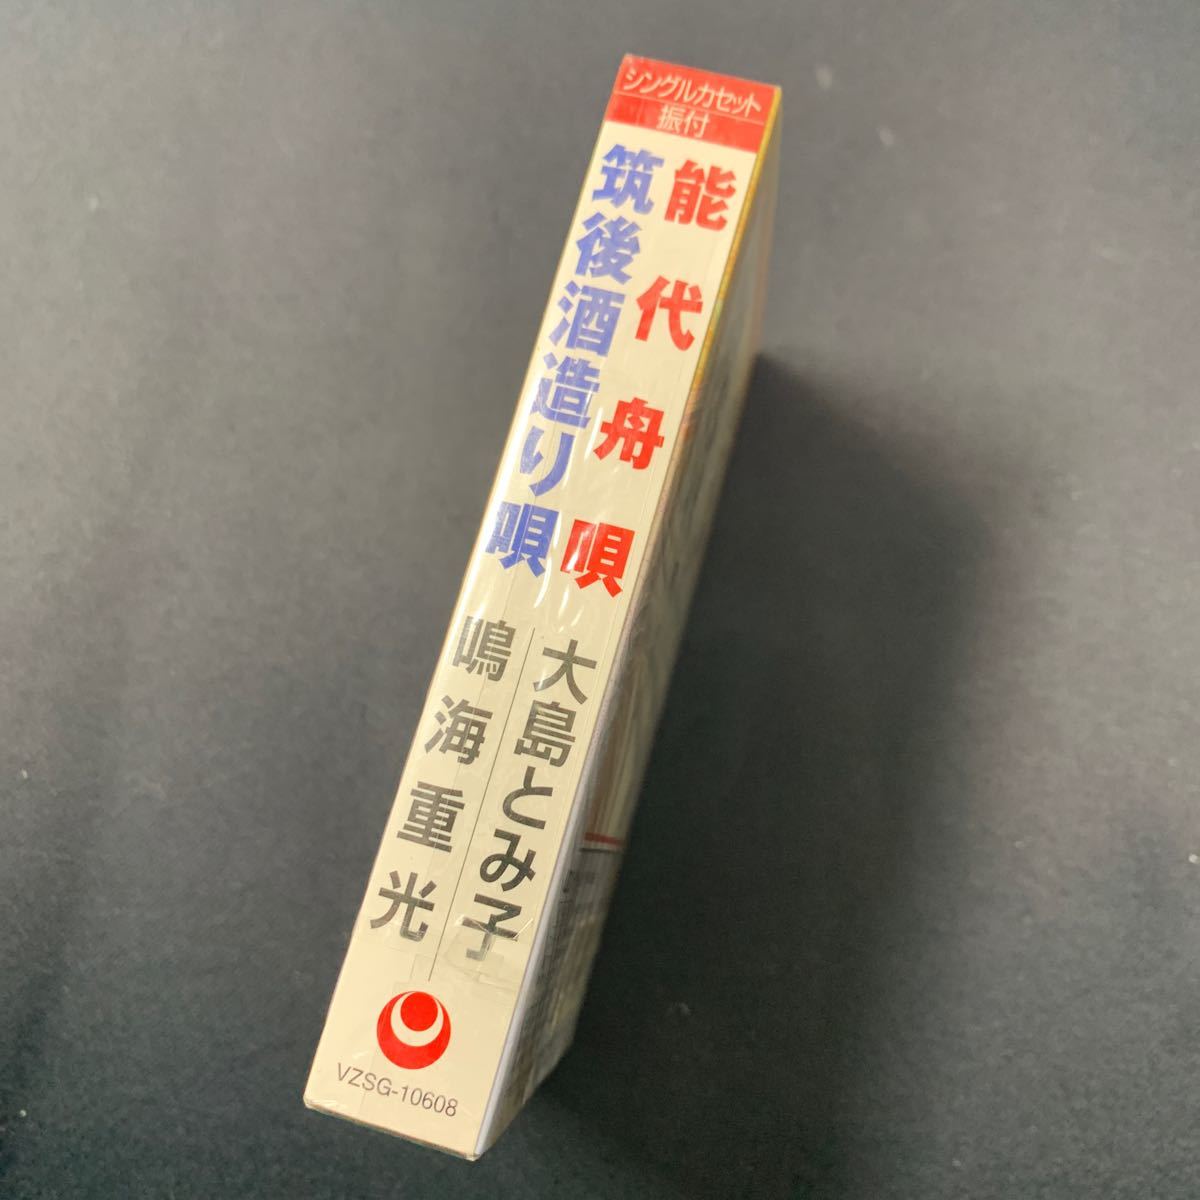 シングルカセット
振付
能代舟唄
筑後酒造り唄
大島とみ子
鳴海重光
VZSG-10608